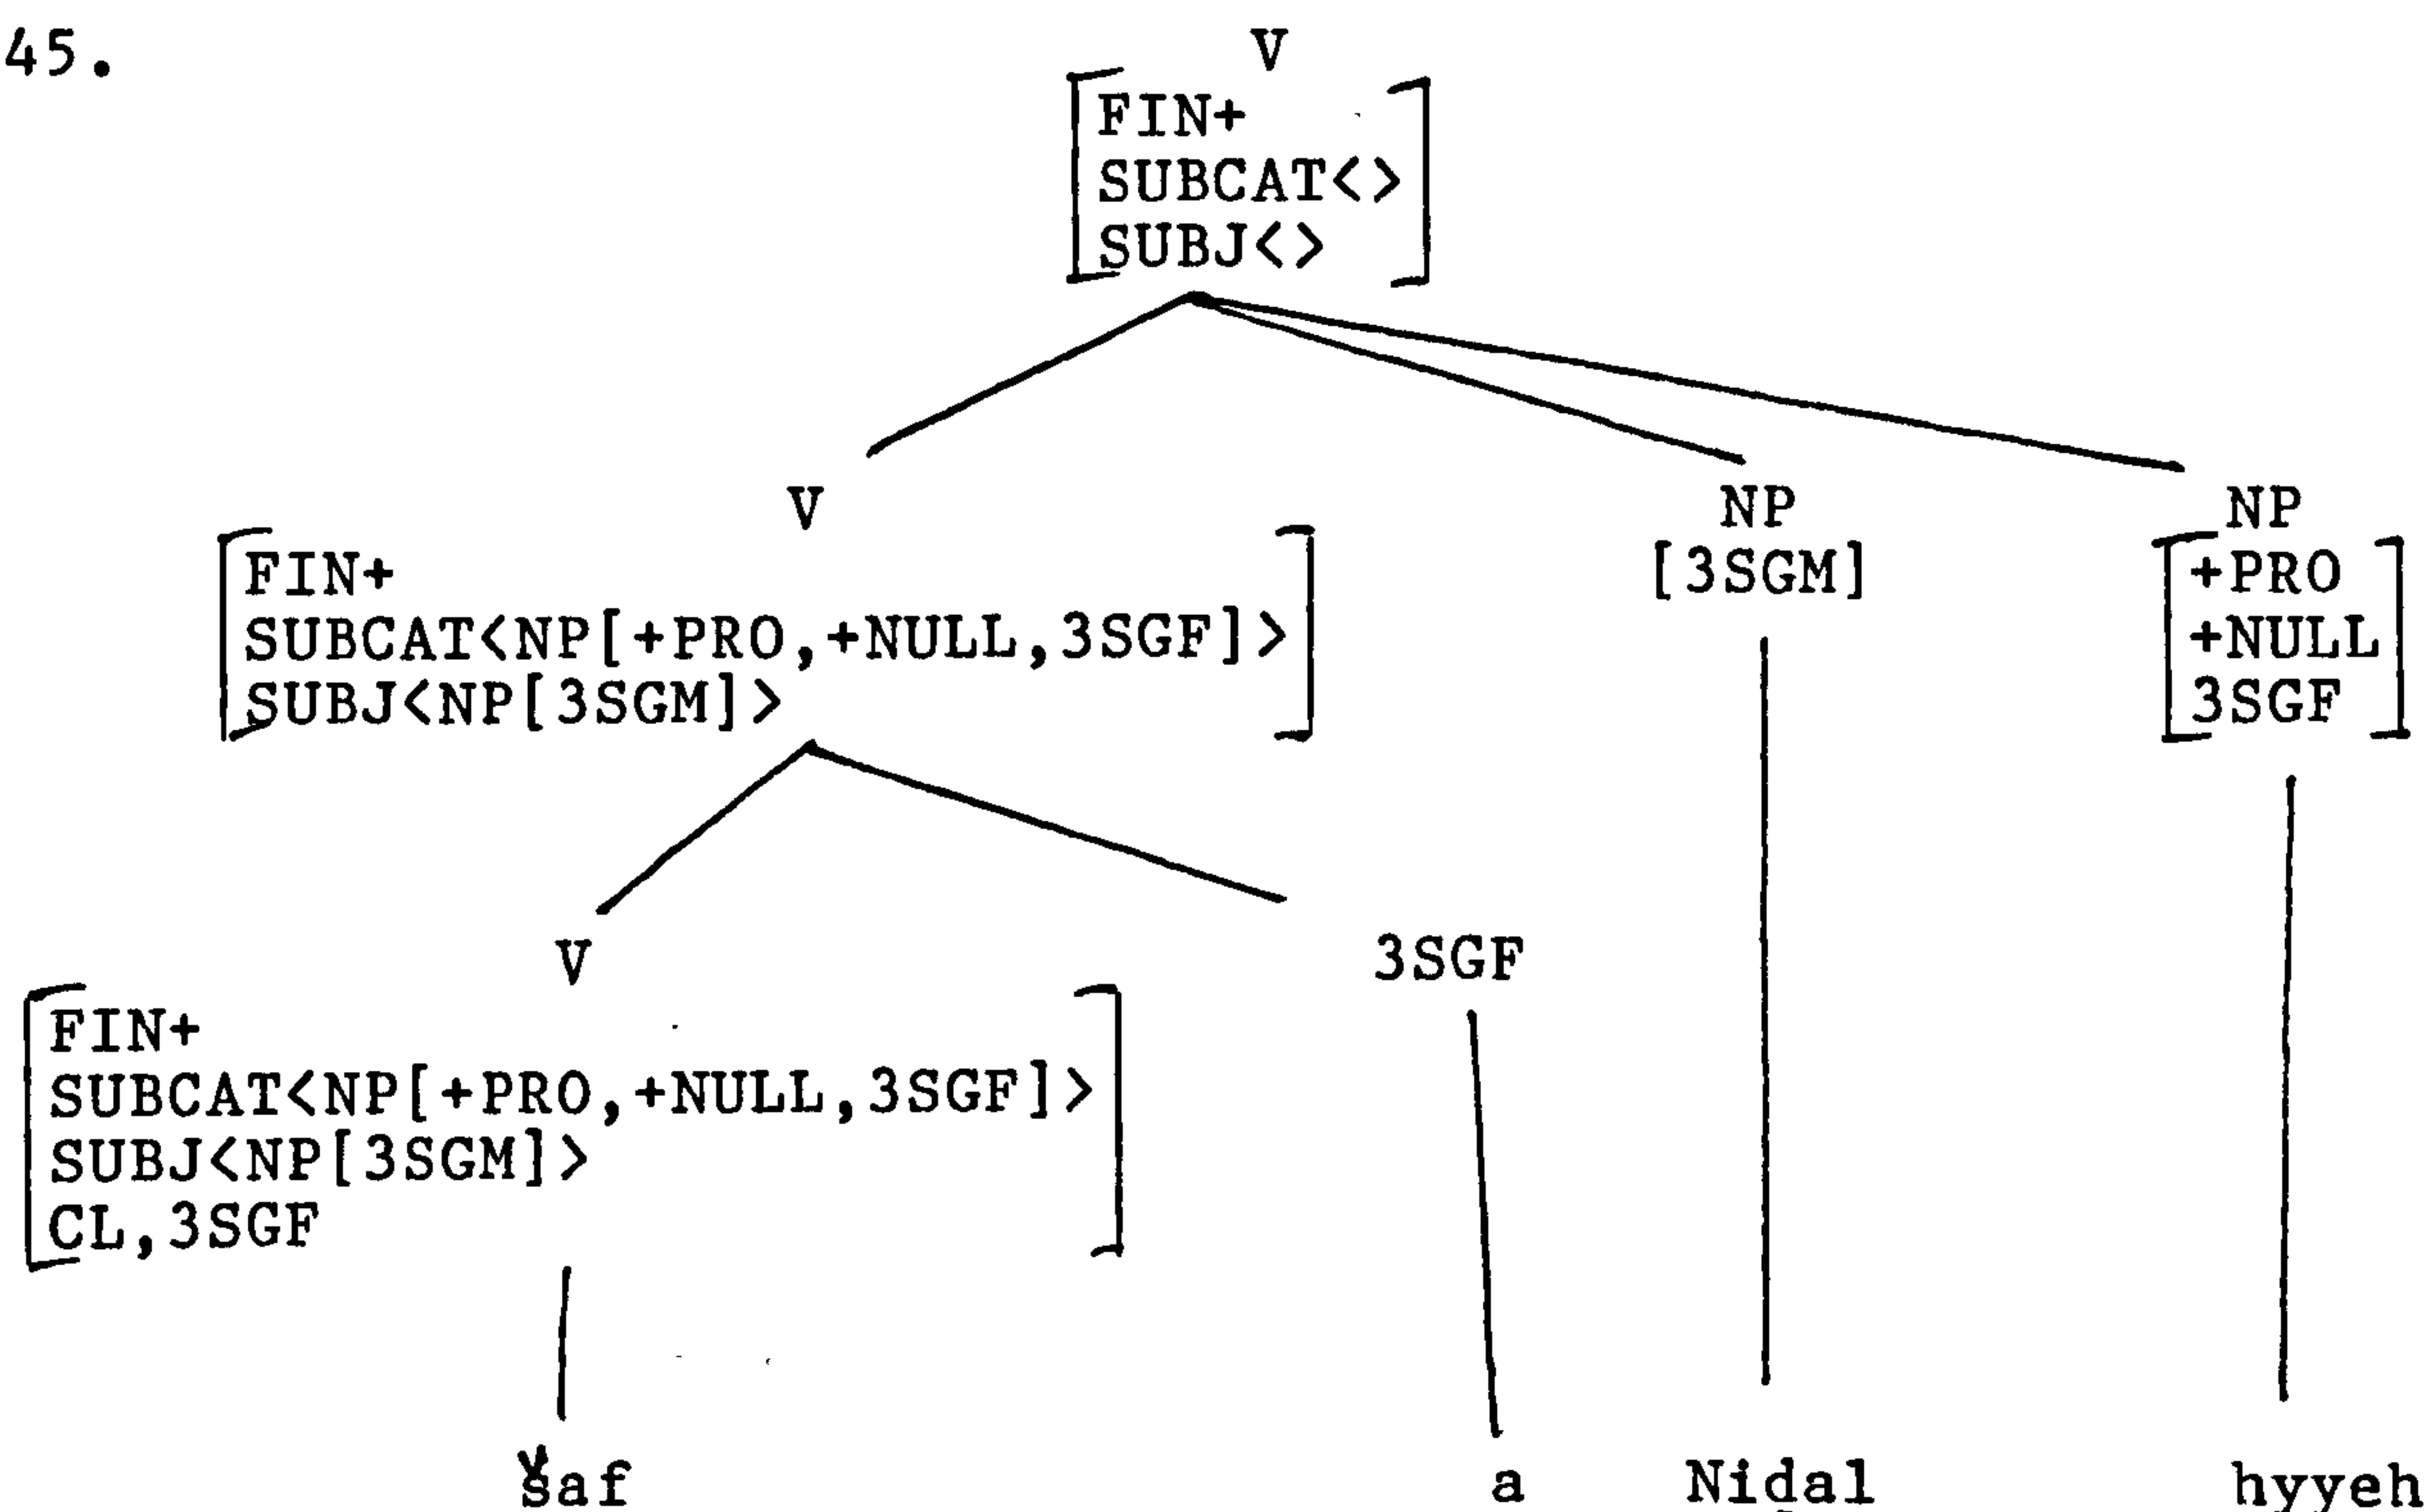 45.
V
FIN+
SUBCAT<>
SUBJ<>
V NP NP
FIN+ [3SGM] +PRO
SUBCAT<NP[+PRO,+NULL,3SGF]> +NULL
SUBJ<NP[3SGM]> 3SGF
V 3SGF
FIN+
SUBCAT<NP[+PRO,+NULL,3SGF]>
SUBJ<NP[3SGM]>
CL,3SGF
šaf a Nidal hyyeh